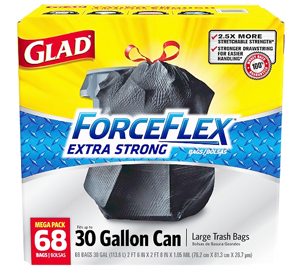 GLAD
✓ 2.5X MORE
STRETCHABLE STRENGTH*
✓ STRONGER DRAWSTRING
FOR EASIER
HANDLING*
100%
FORCEFLEX®
EXTRA STRONG
BAGS/BOLSAS
MEGA PACK
68
BAGS | BOLSAS
Fits up to
30 Gallon Can
Large Trash Bags
Bolsas de Basura Grandes
68 BAGS 30 GAL (113.6 L) 2 FT 6 IN X 2 FT 8 IN X 1.05 MIL (76.2 cm X 81.3 cm X 26.7 µm)